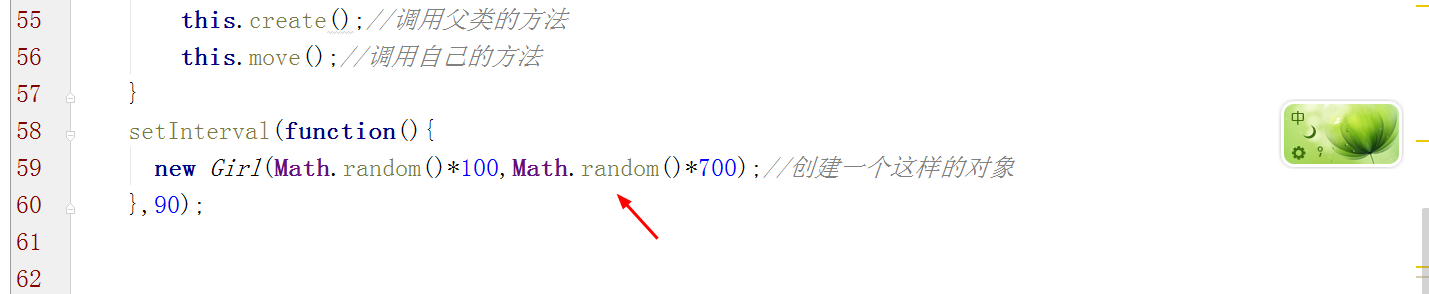 55 this.create();//调用父类的方法
56 this.move();//调用自己的方法
57 }
58 setInterval(function(){
59 new Girl(Math.random()*100,Math.random()*700);//创建一个这样的对象
60 },90);
61
62
中